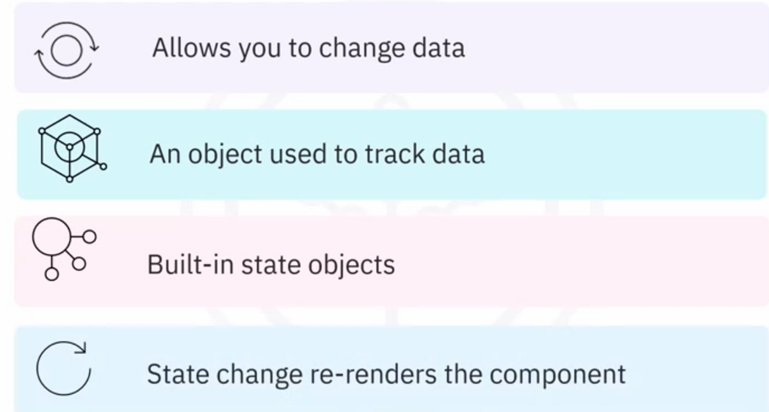 Allows you to change data
An object used to track data
Built-in state objects
State change re-renders the component